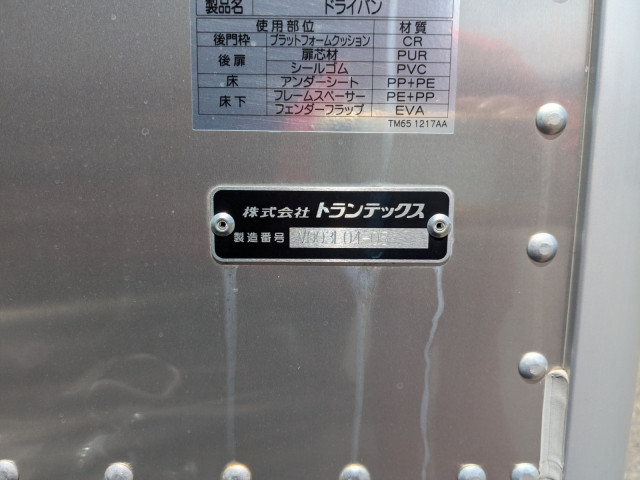 製品名 ドライバン
使用部位 材質
後門枠 プラットフォームクッション CR
後扉 扉芯材 PUR
シールゴム PVC
床 アンダーシート PP+PE
床下 フレームスペーサー PE+PP
フェンダーフラップ EVA
TM65 1217AA
株式会社 トランテックス
製造番号